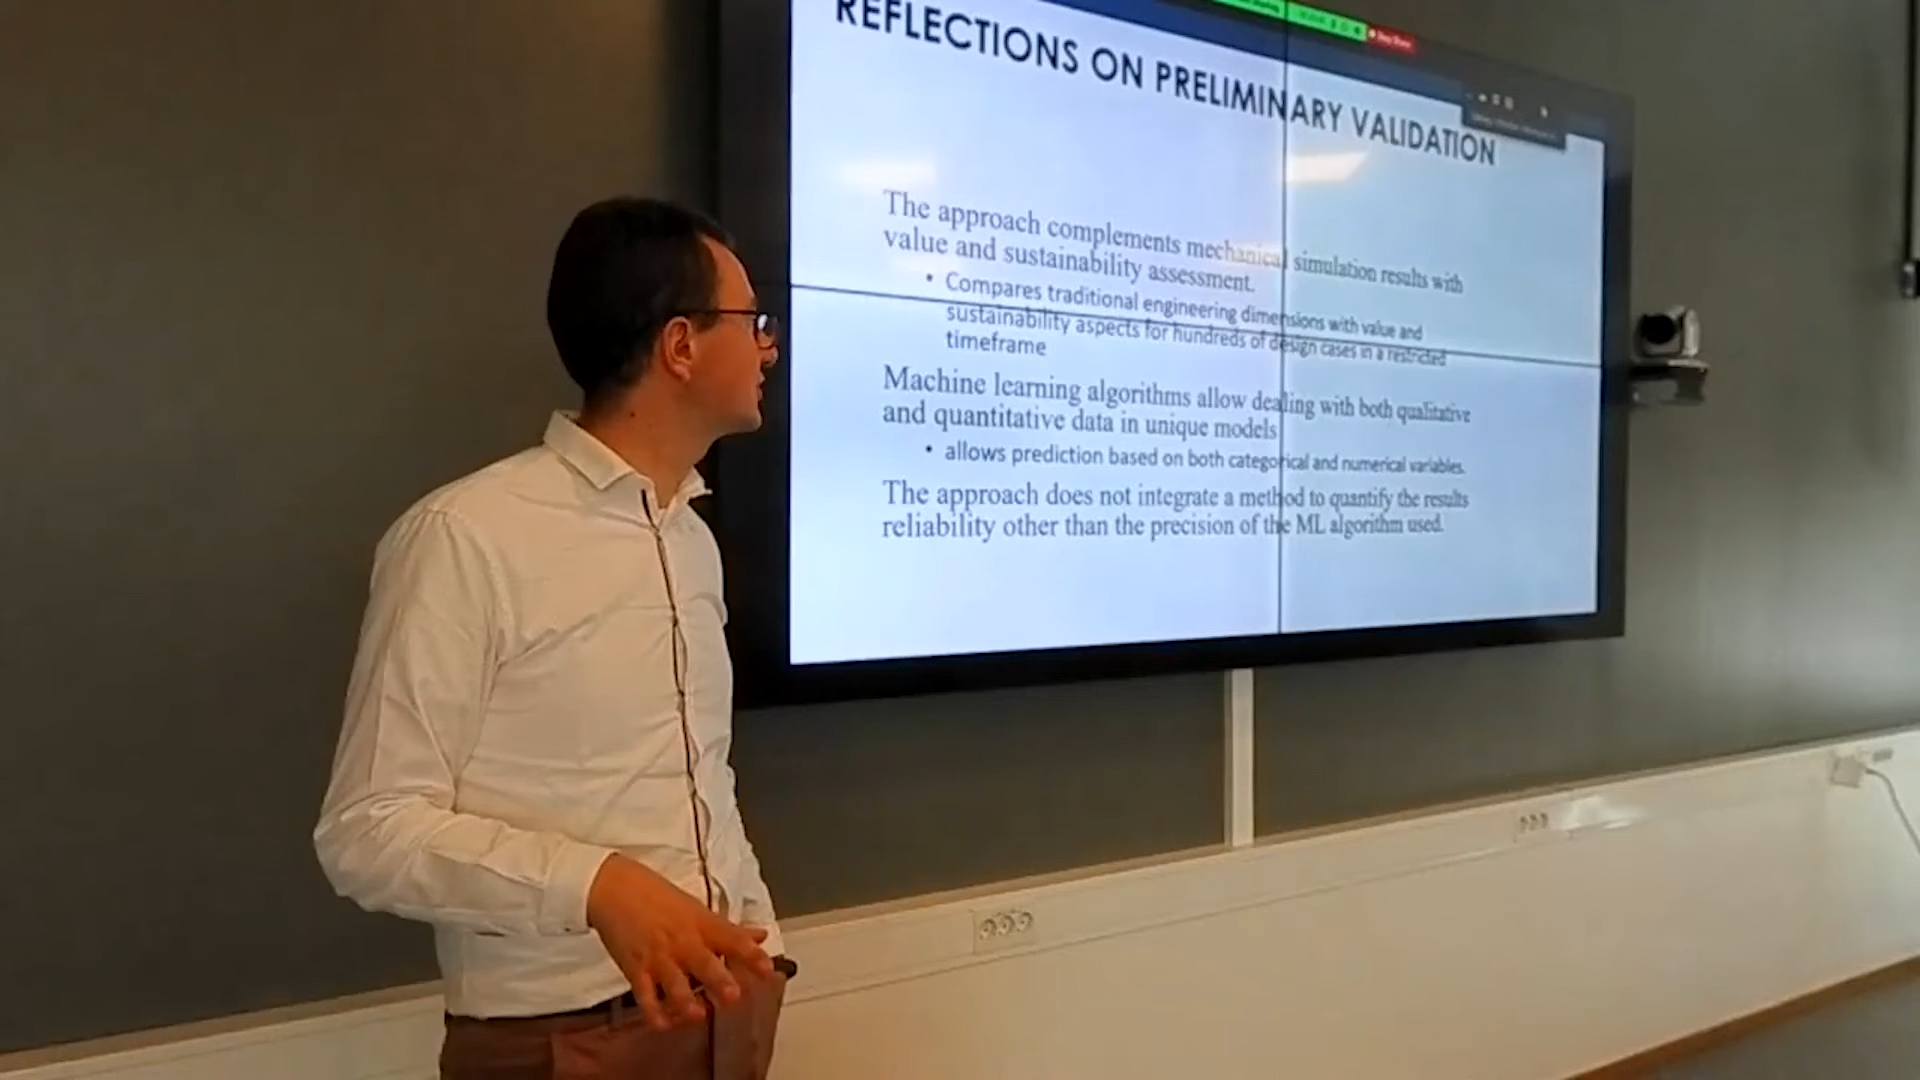 REFLECTIONS ON PRELIMINARY VALIDATION
The approach complements mechanical simulation results with
value and sustainability assessment.
• Compares traditional engineering dimensions with value and
sustainability aspects for hundreds of design cases in a restricted
timeframe
Machine learning algorithms allow dealing with both qualitative
and quantitative data in unique models
• allows prediction based on both categorical and numerical variables.
The approach does not integrate a method to quantify the results
reliability other than the precision of the ML algorithm used.